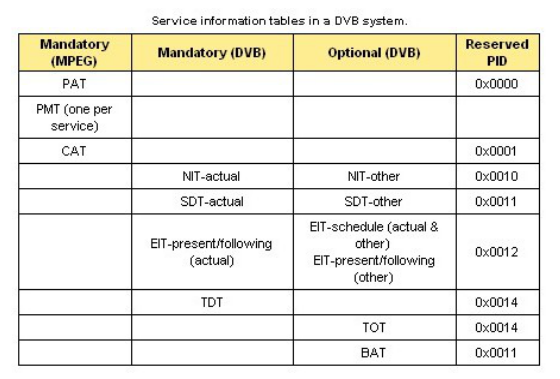 Service information tables in a DVB system.
Mandatory (MPEG) Mandatory (DVB) Optional (DVB) Reserved PID
PAT 0x0000
PMT (one per service)
CAT 0x0001
NIT-actual NIT-other 0x0010
SDT-actual SDT-other 0x0011
EIT-present/following (actual) EIT-schedule (actual & other) EIT-present/following (other) 0x0012
TDT 0x0014
TOT 0x0014
BAT 0x0011